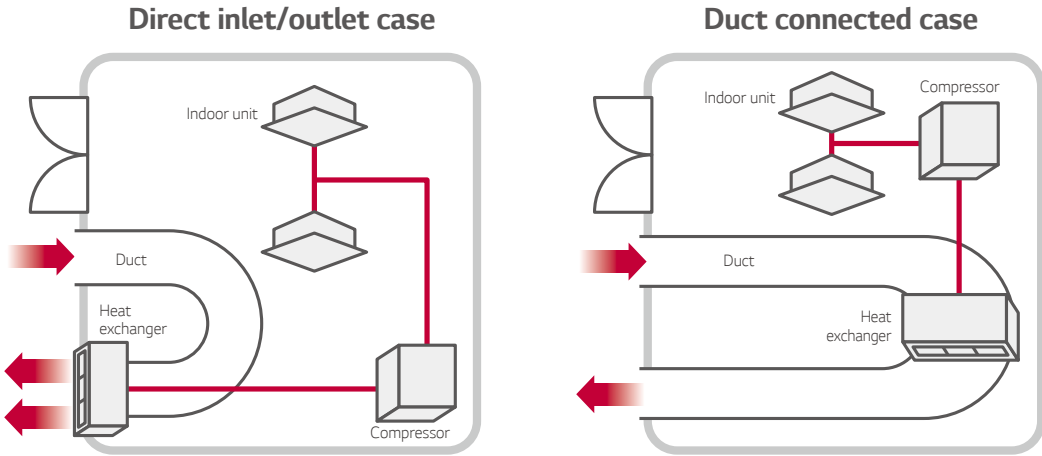 Direct inlet/outlet case
Indoor unit
Duct
Heat
exchanger
Compressor
Duct connected case
Compressor
Indoor unit
Duct
Heat
exchanger